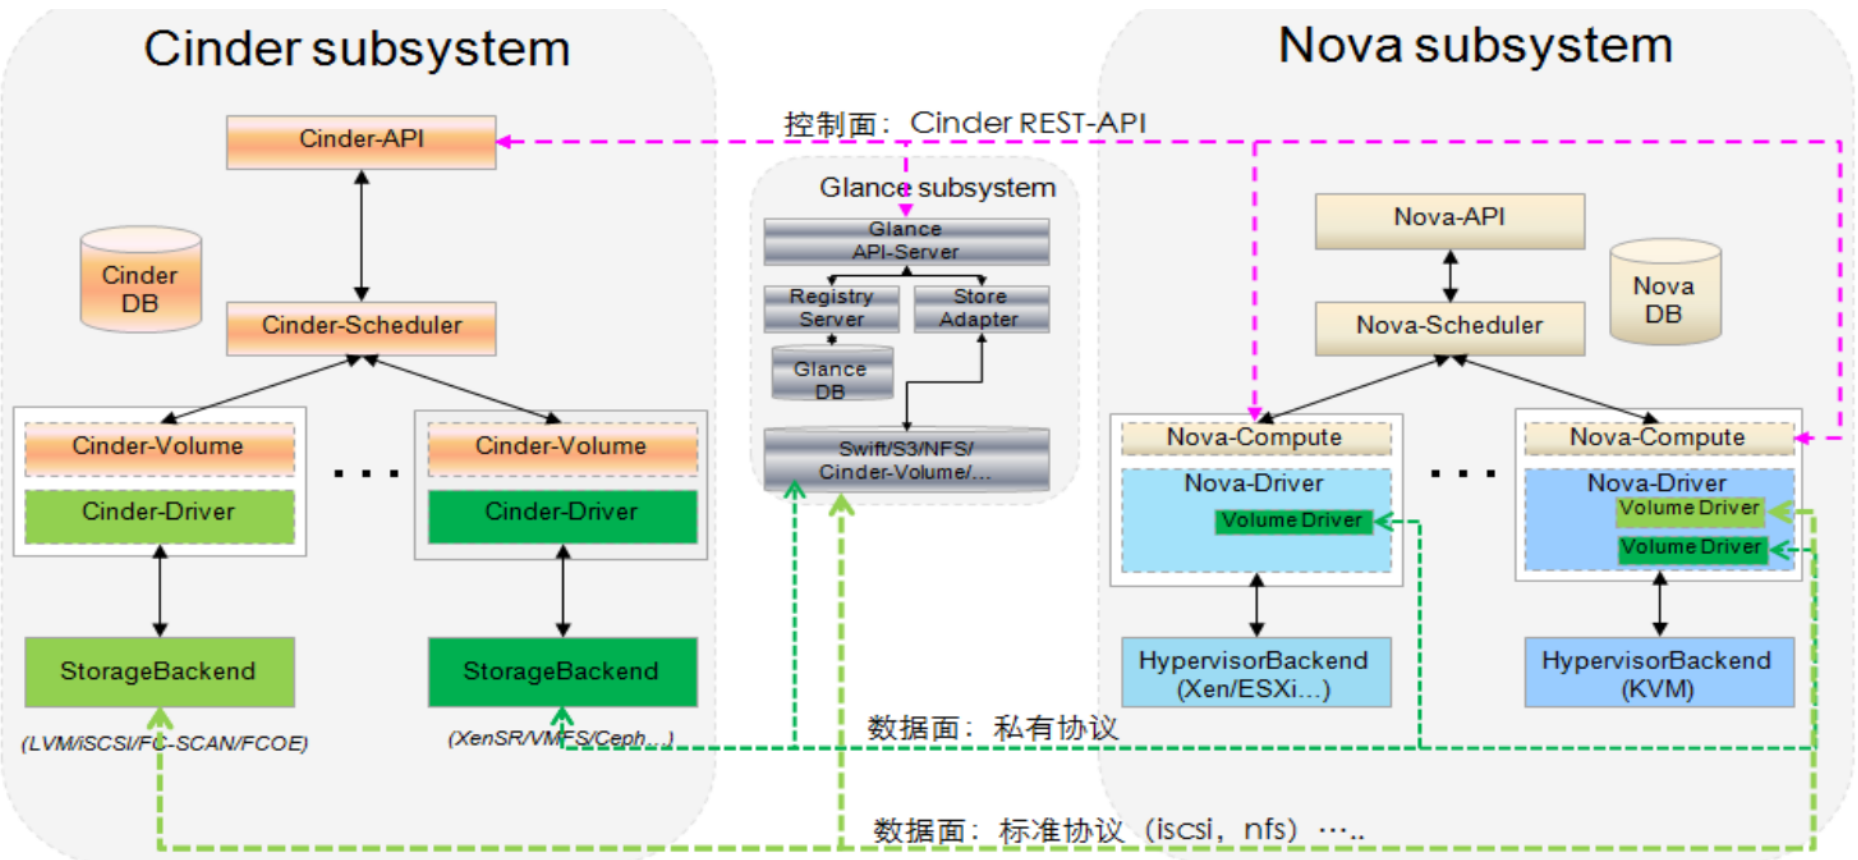 Cinder subsystem
Nova subsystem
控制面：Cinder REST-API
Cinder-API
Glance subsystem
Nova-API
Glance
API-Server
Cinder
DB
Nova
DB
Registry
Server
Store
Adapter
Cinder-Scheduler
Nova-Scheduler
Glance
DB
Cinder-Volume
Cinder-Driver
Cinder-Volume
Cinder-Driver
...
Swift/S3/NFS/
Cinder-Volume/...
Nova-Compute
Nova-Driver
Volume Driver
...
Nova-Compute
Nova-Driver
Volume Driver
Volume Driver
StorageBackend
(LVM/iSCSI/FC-SCAN/FCOE)
StorageBackend
(XenSR/VMFS/Ceph...)
HypervisorBackend
(Xen/ESXi...)
HypervisorBackend
(KVM)
数据面：私有协议
数据面：标准协议（iscsi，nfs）…..